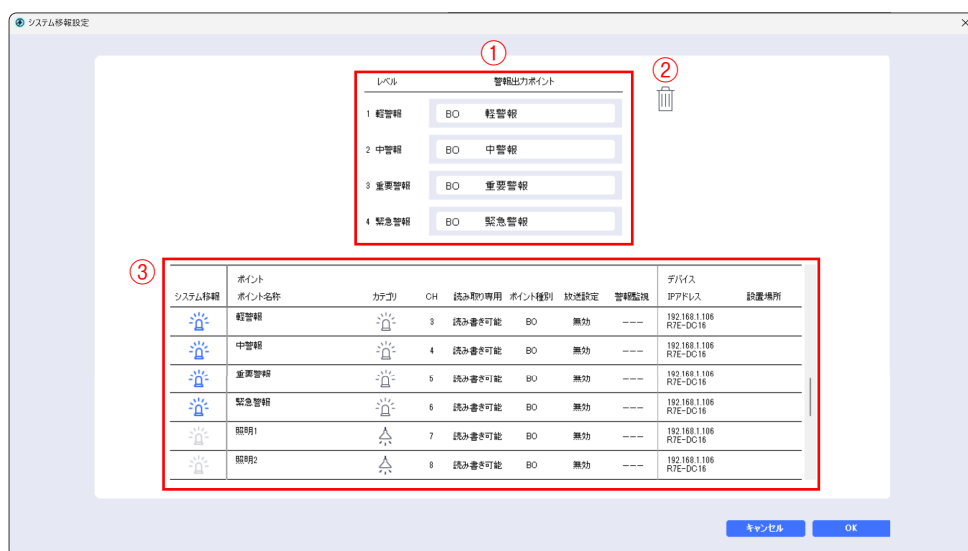 システム移報設定
①
②
レベル 警報出力ポイント
1 軽警報 BO 軽警報
2 中警報 BO 中警報
3 重要警報 BO 重要警報
4 緊急警報 BO 緊急警報
③
ポイント デバイス
システム移報 ポイント名称 カテゴリ CH 読み取り専用 ポイント種別 放送設定 警報監視 IPアドレス 設置場所
軽警報 3 読み書き可能 BO 無効 --- 192.168.1.106
R7E-DC16
中警報 4 読み書き可能 BO 無効 --- 192.168.1.106
R7E-DC16
重要警報 5 読み書き可能 BO 無効 --- 192.168.1.106
R7E-DC16
緊急警報 6 読み書き可能 BO 無効 --- 192.168.1.106
R7E-DC16
照明1 7 読み書き可能 BO 無効 --- 192.168.1.106
R7E-DC16
照明2 8 読み書き可能 BO 無効 --- 192.168.1.106
R7E-DC16
キャンセル OK